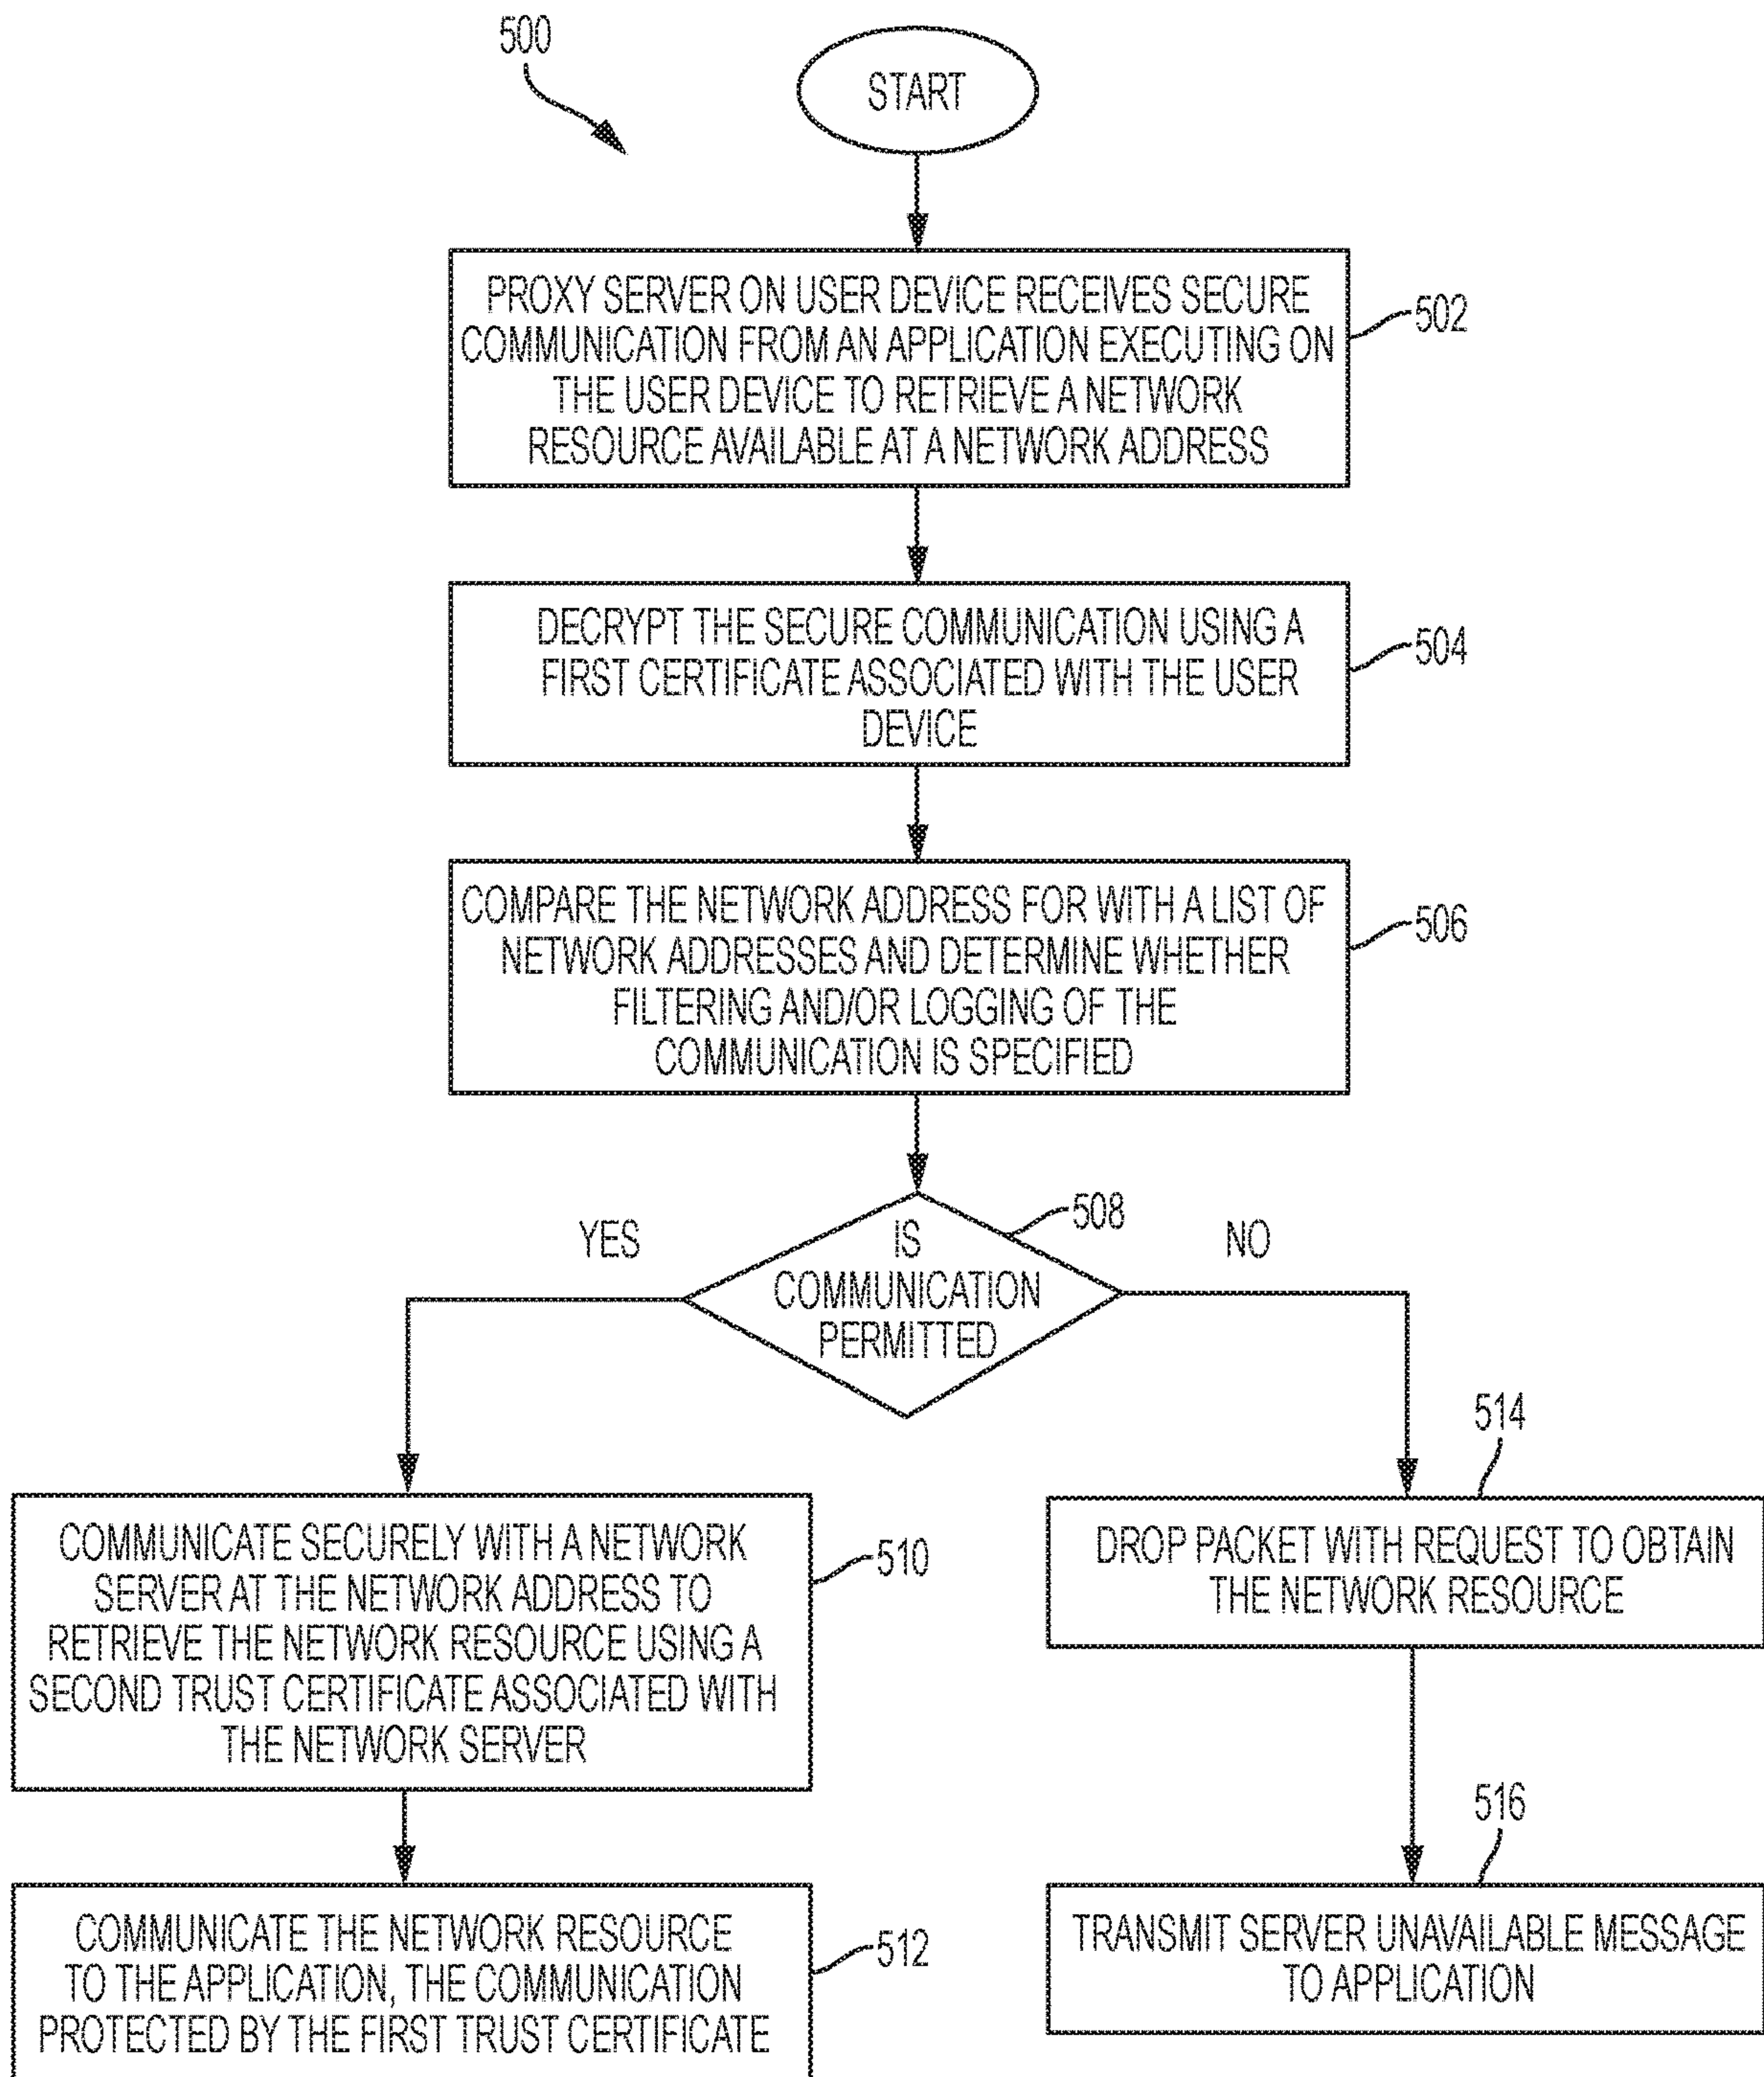 500
START
PROXY SERVER ON USER DEVICE RECEIVES SECURE
COMMUNICATION FROM AN APPLICATION EXECUTING ON
THE USER DEVICE TO RETRIEVE A NETWORK
RESOURCE AVAILABLE AT A NETWORK ADDRESS
502
DECRYPT THE SECURE COMMUNICATION USING A
FIRST CERTIFICATE ASSOCIATED WITH THE USER
DEVICE
504
COMPARE THE NETWORK ADDRESS FOR WITH A LIST OF
NETWORK ADDRESSES AND DETERMINE WHETHER
FILTERING AND/OR LOGGING OF THE
COMMUNICATION IS SPECIFIED
506
YES
IS
COMMUNICATION
PERMITTED
508
NO
COMMUNICATE SECURELY WITH A NETWORK
SERVER AT THE NETWORK ADDRESS TO
RETRIEVE THE NETWORK RESOURCE USING A
SECOND TRUST CERTIFICATE ASSOCIATED WITH
THE NETWORK SERVER
510
514
DROP PACKET WITH REQUEST TO OBTAIN
THE NETWORK RESOURCE
COMMUNICATE THE NETWORK RESOURCE
TO THE APPLICATION, THE COMMUNICATION
PROTECTED BY THE FIRST TRUST CERTIFICATE
512
516
TRANSMIT SERVER UNAVAILABLE MESSAGE
TO APPLICATION